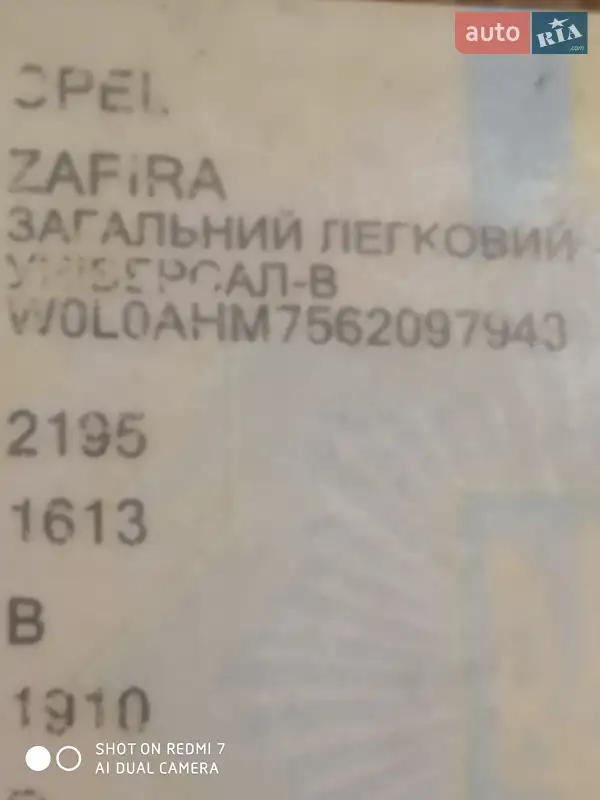 auto RIA .com
OPEL
ZAFIRA
ЗАГАЛЬНИЙ ЛЕГКОВИЙ -
УНІВЕРСАЛ-В
W0L0AHM7562097943
2195
1613
B
1910
SHOT ON REDMI 7
AI DUAL CAMERA